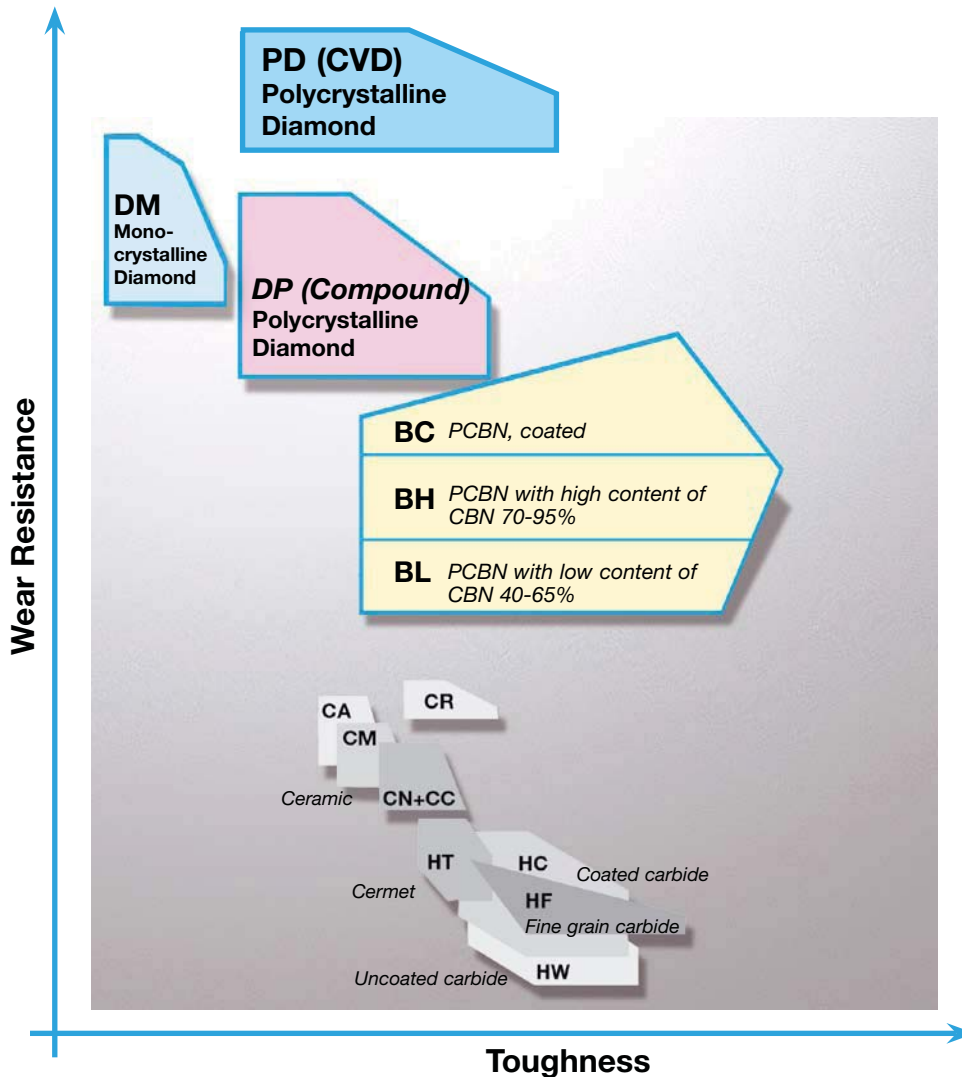 PD (CVD)
Polycrystalline
Diamond
DM
Mono-
crystalline
Diamond
DP (Compound)
Polycrystalline
Diamond
BC PCBN, coated
BH PCBN with high content of
CBN 70-95%
BL PCBN with low content of
CBN 40-65%
Wear Resistance
CR
CA
CM
Ceramic
CN+CC
HT
HC
Coated carbide
Cermet
HF
Fine grain carbide
Uncoated carbide
HW
Toughness